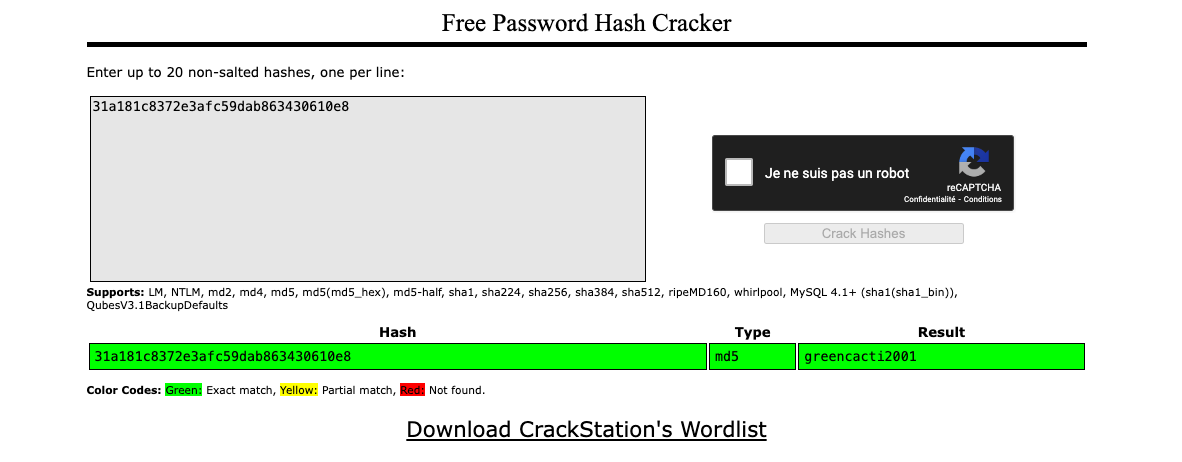 Free Password Hash Cracker
Enter up to 20 non-salted hashes, one per line:
31a181c8372e3afc59dab863430610e8
Je ne suis pas un robot
reCAPTCHA
Confidentialité - Conditions
Crack Hashes
Supports: LM, NTLM, md2, md4, md5, md5(md5_hex), md5-half, sha1, sha224, sha256, sha384, sha512, ripeMD160, whirlpool, MySQL 4.1+ (sha1(sha1_bin)),
QubesV3.1BackupDefaults
Hash Type Result
31a181c8372e3afc59dab863430610e8 md5 greencacti2001
Color Codes: Green: Exact match, Yellow: Partial match, Red: Not found.
Download CrackStation's Wordlist